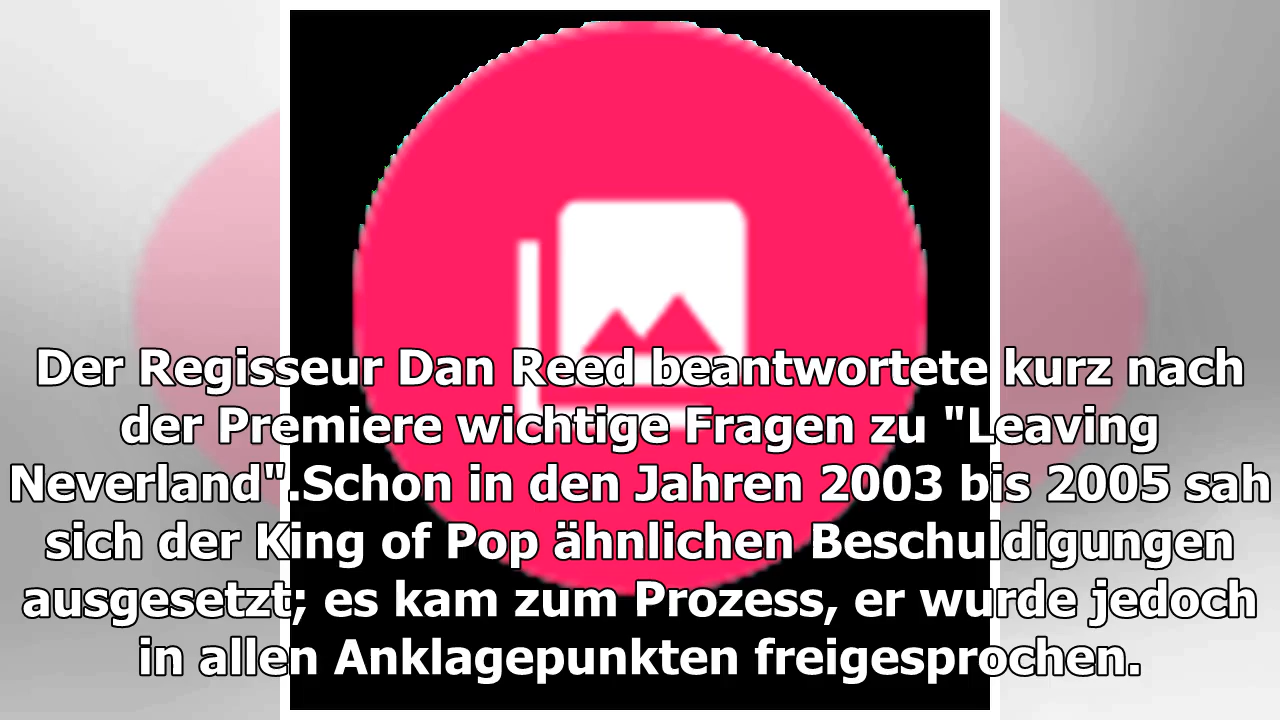 Der Regisseur Dan Reed beantwortete kurz nach
der Premiere wichtige Fragen zu "Leaving
Neverland".Schon in den Jahren 2003 bis 2005 sah
sich der King of Pop ähnlichen Beschuldigungen
ausgesetzt; es kam zum Prozess, er wurde jedoch
in allen Anklagepunkten freigesprochen.